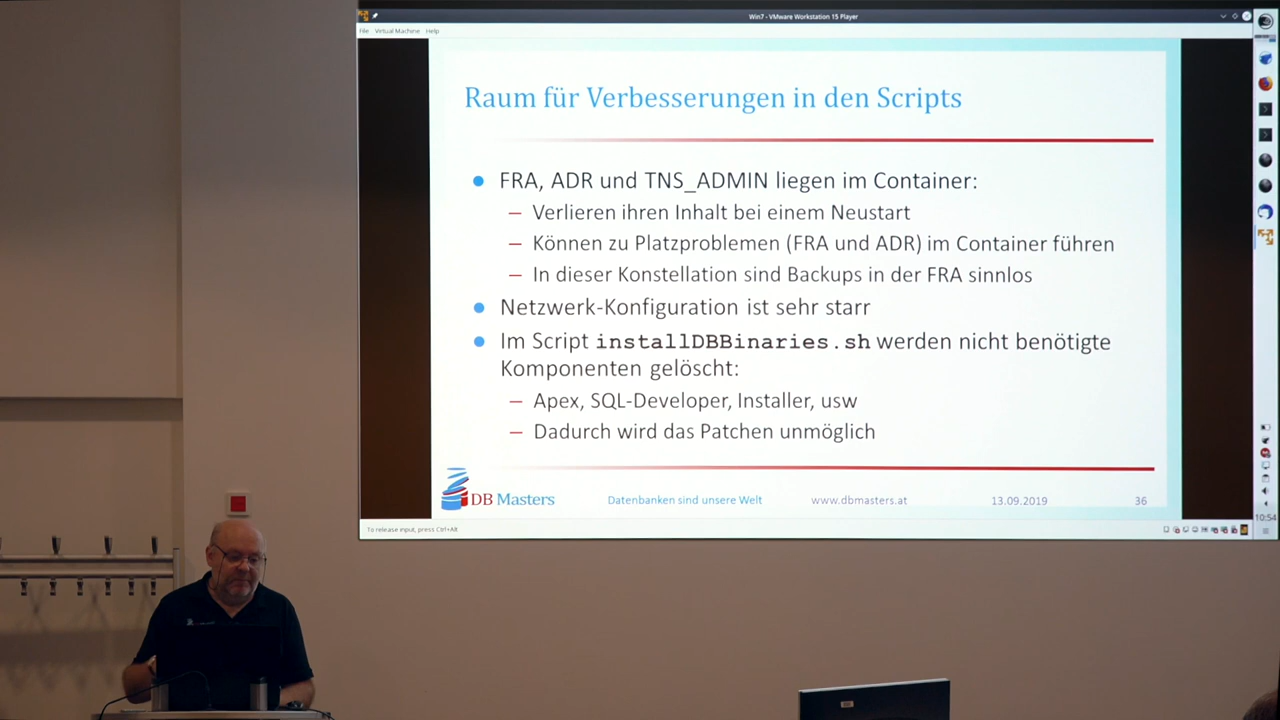 Win7 - VMware Workstation 15 Player
File Virtual Machine Help
Raum für Verbesserungen in den Scripts
FRA, ADR und TNS_ADMIN liegen im Container:
– Verlieren ihren Inhalt bei einem Neustart
– Können zu Platzproblemen (FRA und ADR) im Container führen
– In dieser Konstellation sind Backups in der FRA sinnlos
Netzwerk-Konfiguration ist sehr starr
Im Script installDBBinaries.sh werden nicht benötigte
Komponenten gelöscht:
– Apex, SQL-Developer, Installer, usw
– Dadurch wird das Patchen unmöglich
DB Masters Datenbanken sind unsere Welt www.dbmasters.at 13.09.2019 36
10:54
To release input, press Ctrl+Alt